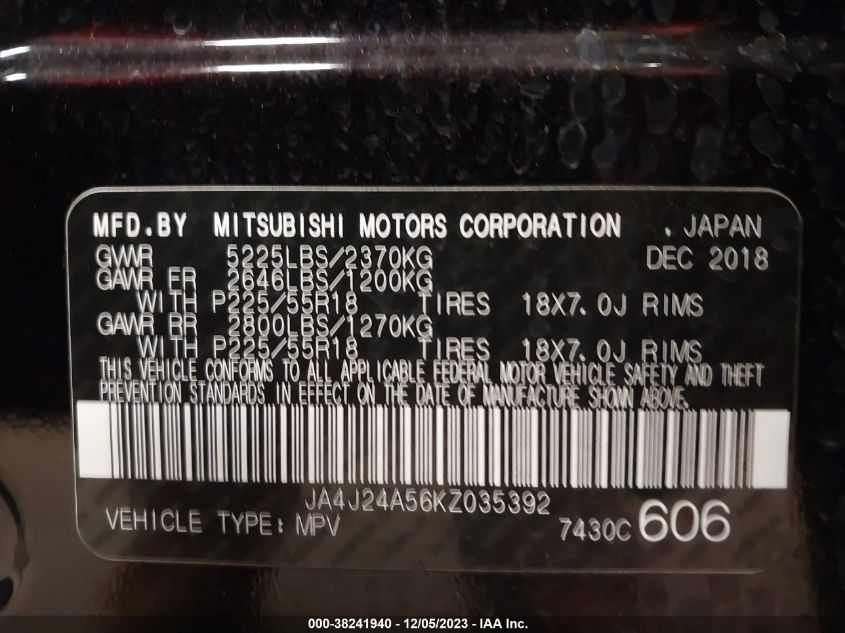 MFD.BY MITSUBISHI MOTORS CORPORATION . JAPAN
GVWR 5225LBS/2370KG DEC 2018
GAWR FR 2646LBS/1200KG
WITH P225/55R18 TIRES 18X7.0J RIMS
GAWR RR 2800LBS/1270KG
WITH P225/55R18 TIRES 18X7.0J RIMS
THIS VEHICLE CONFORMS TO ALL APPLICABLE FEDERAL MOTOR VEHICLE SAFETY AND THEFT
PREVENTION STANDARDS IN EFFECT ON THE DATE OF MANUFACTURE SHOWN ABOVE.
JA4J24A56KZ035392
VEHICLE TYPE: MPV 7430C 606
000-38241940 - 12/05/2023 - IAA Inc.